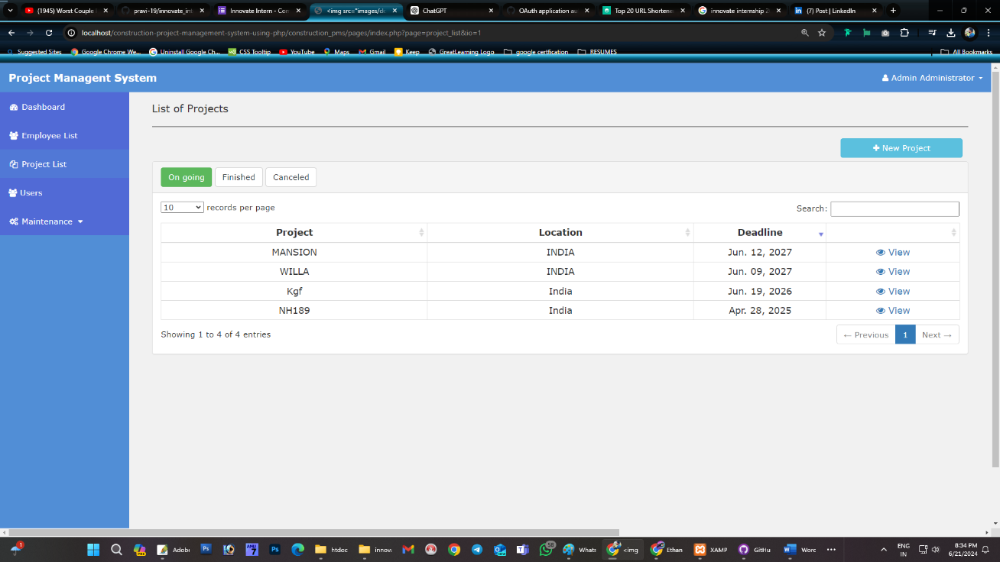 (1945) Worst Couple
pravi-19/innovate_int
Innovate Intern - Con
<img src="images/d
ChatGPT
OAuth application au
Top 20 URL Shortene
innovate internship 2
(7) Post | LinkedIn
localhost/construction-project-management-system-using-php/construction_pms/pages/index.php?page=project_list&io=1
Suggested Sites
Google Chrome We...
Uninstall Google Ch...
CSS Tooltip
YouTube
Maps
Gmail
Keep
GreatLearning Logo
google certfication
RESUMES
All Bookmarks
Project Managent System
Admin Administrator
Dashboard
Employee List
Project List
Users
Maintenance
List of Projects
+ New Project
On going
Finished
Canceled
10 records per page
Search:
Project Location Deadline
MANSION INDIA Jun. 12, 2027 View
WILLA INDIA Jun. 09, 2027 View
Kgf India Jun. 19, 2026 View
NH189 India Apr. 28, 2025 View
Showing 1 to 4 of 4 entries
← Previous 1 Next →
1
Adob
htdoc
innov
58
Whats
<img
Ethan
XAMP
GitHu
Worc
ENG
IN
8:34 PM
6/21/2024